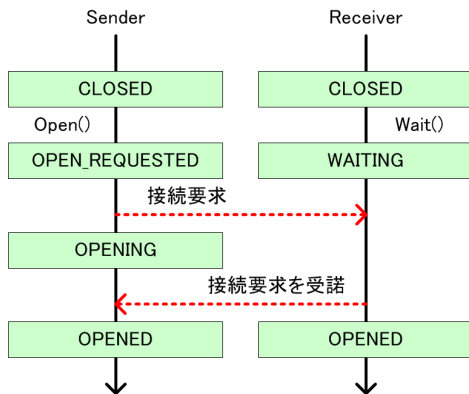 Sender
Receiver
CLOSED
CLOSED
Open()
Wait()
OPEN_REQUESTED
WAITING
接続要求
OPENING
接続要求を受諾
OPENED
OPENED